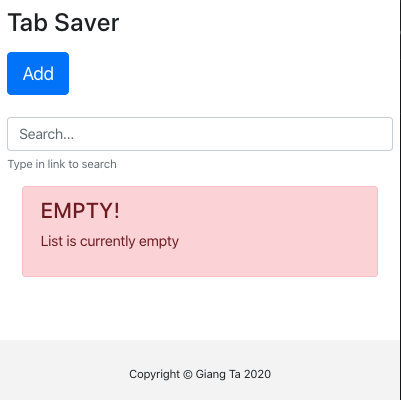 Tab Saver
Add
Search...
Type in link to search
EMPTY!
List is currently empty
Copyright © Giang Ta 2020